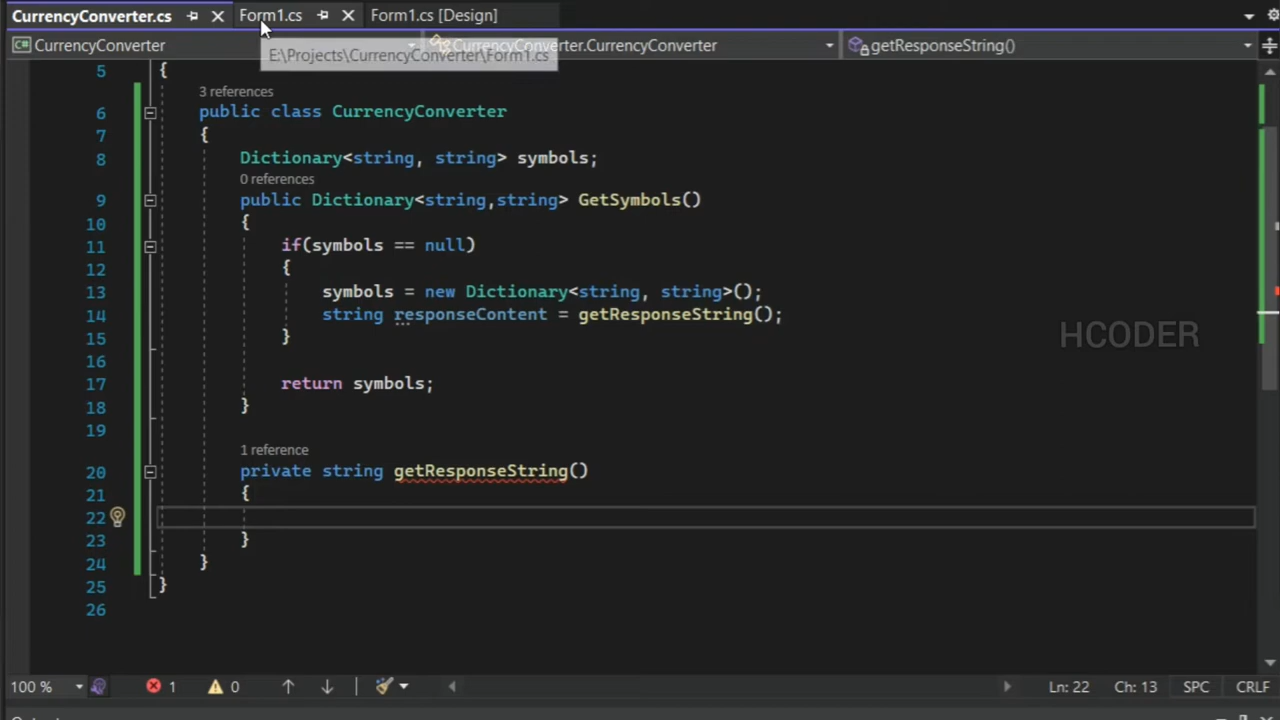 CurrencyConverter.cs
Form1.cs
Form1.cs [Design]
C# CurrencyConverter
CurrencyConverter.CurrencyConverter
getResponseString()
E:\Projects\CurrencyConverter\Form1.cs
5 {
3 references
6 public class CurrencyConverter
7 {
8 Dictionary<string, string> symbols;
0 references
9 public Dictionary<string,string> GetSymbols()
10 {
11 if(symbols == null)
12 {
13 symbols = new Dictionary<string, string>();
14 string responseContent = getResponseString();
15 }
HCODER
16
17 return symbols;
18 }
19
1 reference
20 private string getResponseString()
21 {
22
23 }
24 }
25 }
26
100 % 1 0 Ln: 22 Ch: 13 SPC CRLF